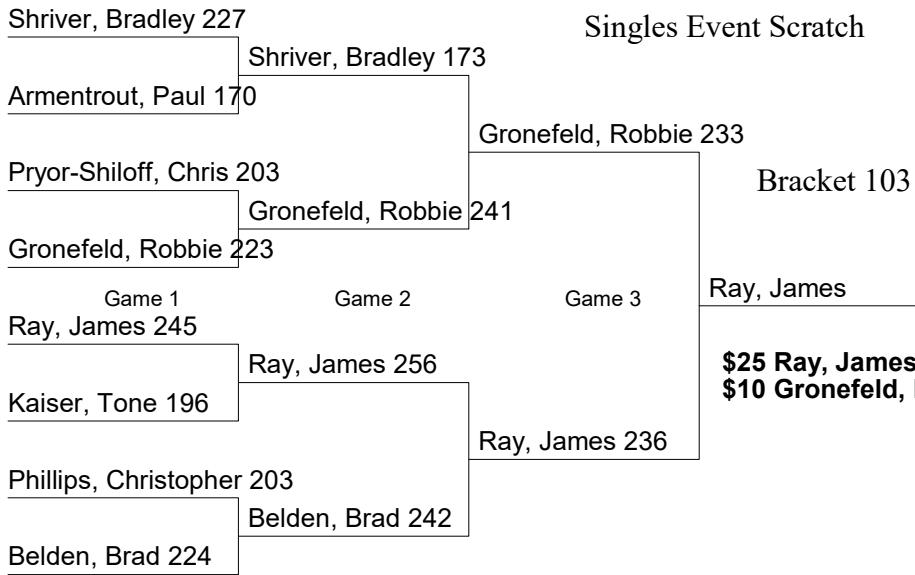 Shriver, Bradley 227
Singles Event Scratch
Shriver, Bradley 173
Armentrout, Paul 170
Gronefeld, Robbie 233
Pryor-Shiloff, Chris 203
Bracket 103
Gronefeld, Robbie 241
Gronefeld, Robbie 223
Game 1
Game 2
Game 3
Ray, James
Ray, James 245
Ray, James 256
$25 Ray, James
$10 Gronefeld,
Kaiser, Tone 196
Ray, James 236
Phillips, Christopher 203
Belden, Brad 242
Belden, Brad 224